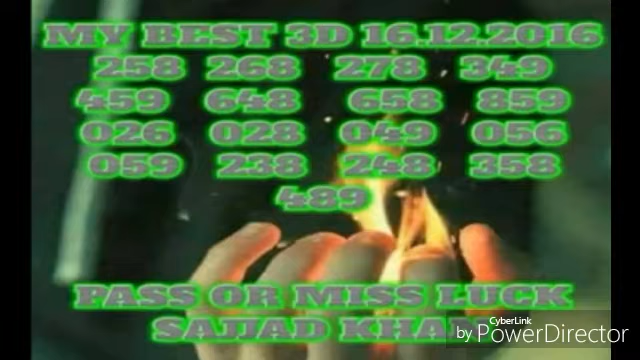 MY BEST 3D 16.12.2016
258 268 278 349
459 648 658 859
026 028 049 056
059 238 248 358
489
PASS OR MISS LUCK
SAJJAD
CyberLink
by PowerDirector